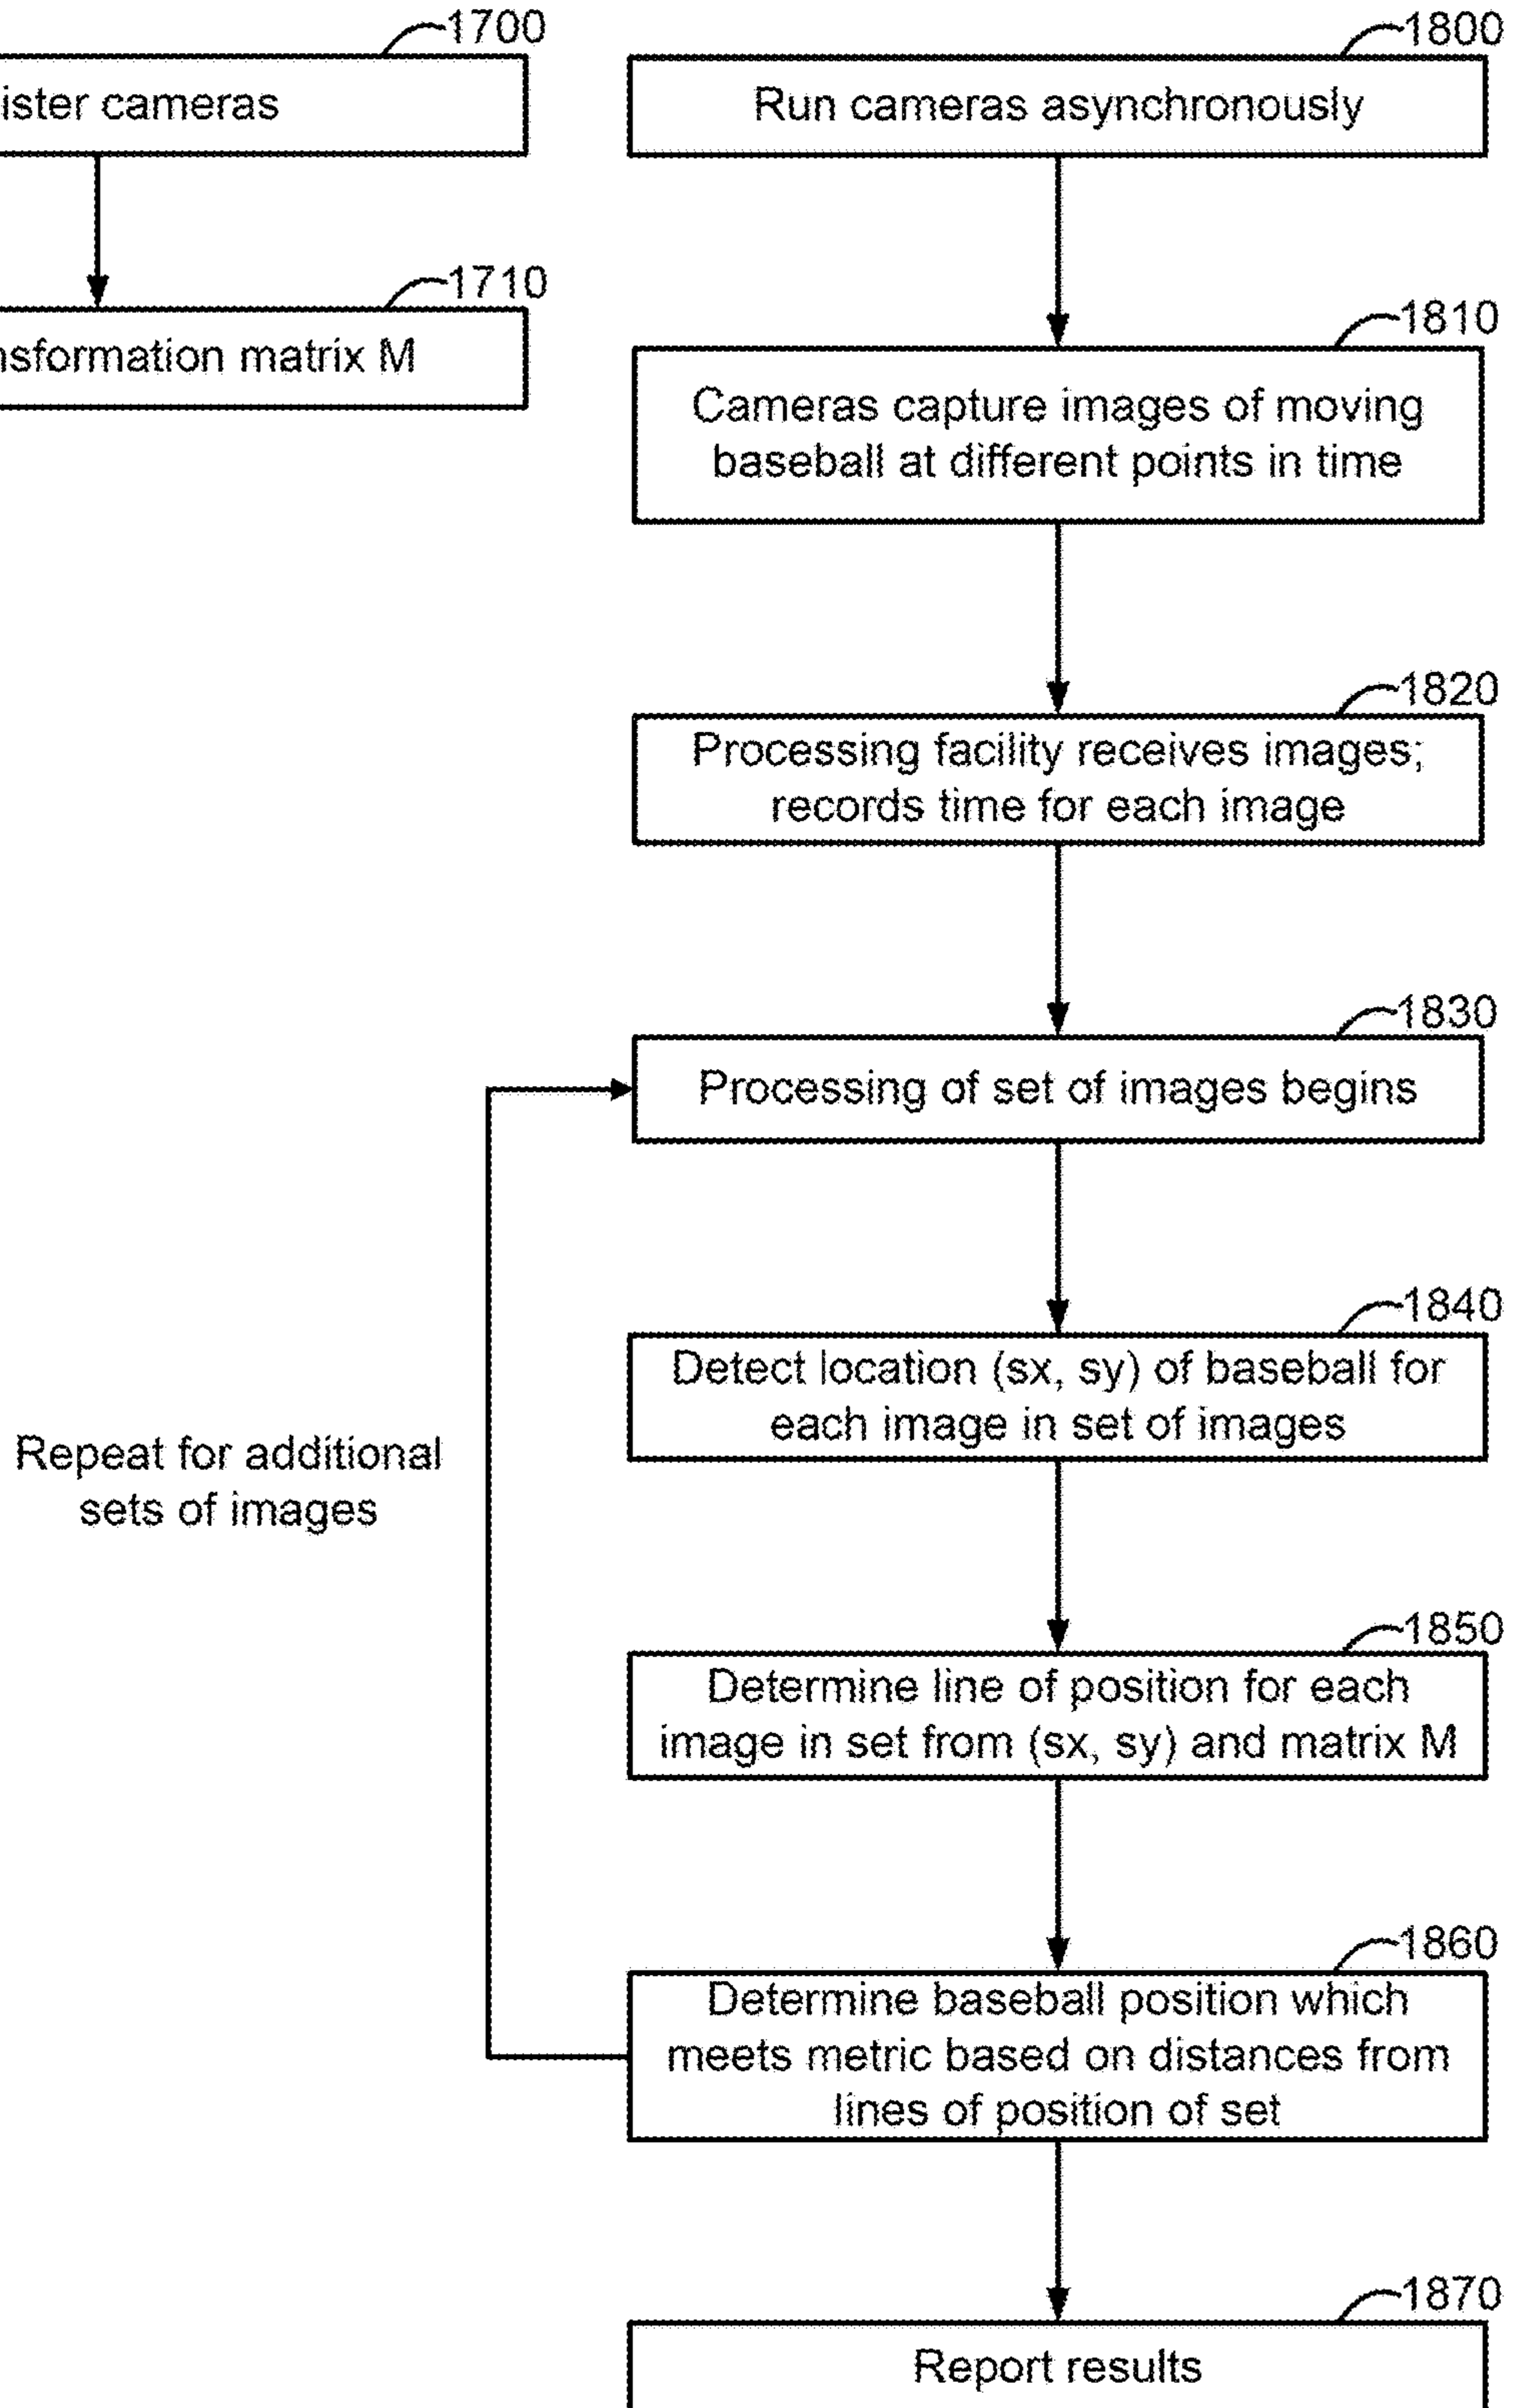 1700
ister cameras
1710
nsformation matrix M
1800
Run cameras asynchronously
1810
Cameras capture images of moving
baseball at different points in time
1820
Processing facility receives images;
records time for each image
1830
Processing of set of images begins
1840
Detect location (sx, sy) of baseball for
each image in set of images
Repeat for additional
sets of images
1850
Determine line of position for each
image in set from (sx, sy) and matrix M
1860
Determine baseball position which
meets metric based on distances from
lines of position of set
1870
Report results